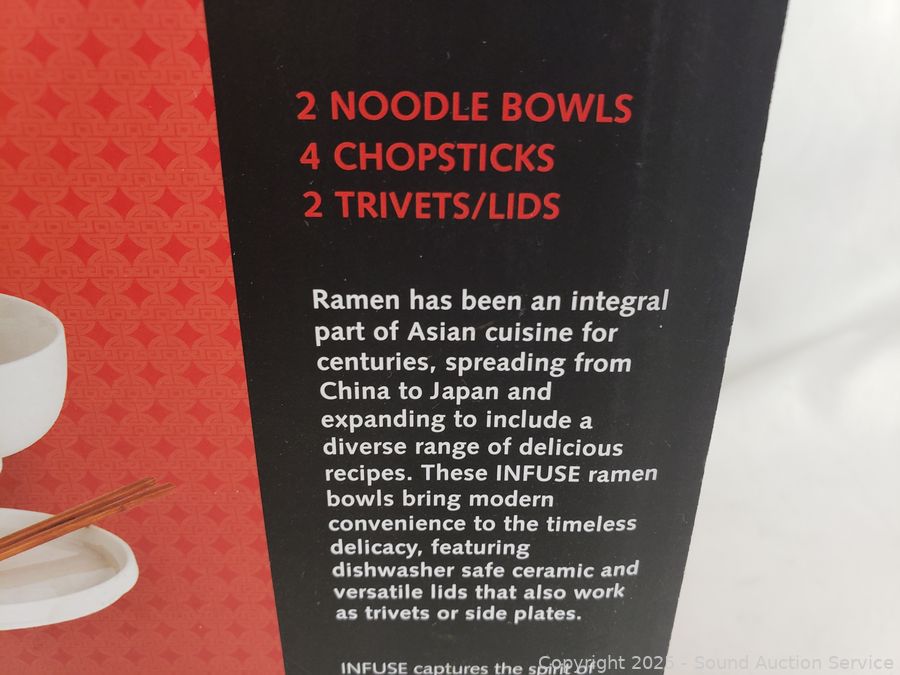 2 NOODLE BOWLS
4 CHOPSTICKS
2 TRIVETS/LIDS
Ramen has been an integral
part of Asian cuisine for
centuries, spreading from
China to Japan and
expanding to include a
diverse range of delicious
recipes. These INFUSE ramen
bowls bring modern
convenience to the timeless
delicacy, featuring
dishwasher safe ceramic and
versatile lids that also work
as trivets or side plates.
INFUSE captures the spirit of
Copyright 2025 - Sound Auction Service